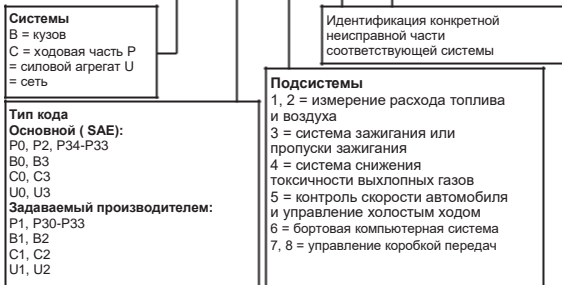 Системы
B = кузов
C = ходовая часть P
= силовой агрегат U
= сеть
Идентификация конкретной
неисправной части
соответствующей системы
Тип кода
Основной ( SAE):
P0, P2, P34-P33
B0, B3
C0, C3
U0, U3
Задаваемый производителем:
P1, P30-P33
B1, B2
C1, C2
U1, U2
Подсистемы
1, 2 = измерение расхода топлива
и воздуха
3 = система зажигания или
пропуски зажигания
4 = система снижения
токсичности выхлопных газов
5 = контроль скорости автомобиля
и управление холостым ходом
6 = бортовая компьютерная система
7, 8 = управление коробкой передач